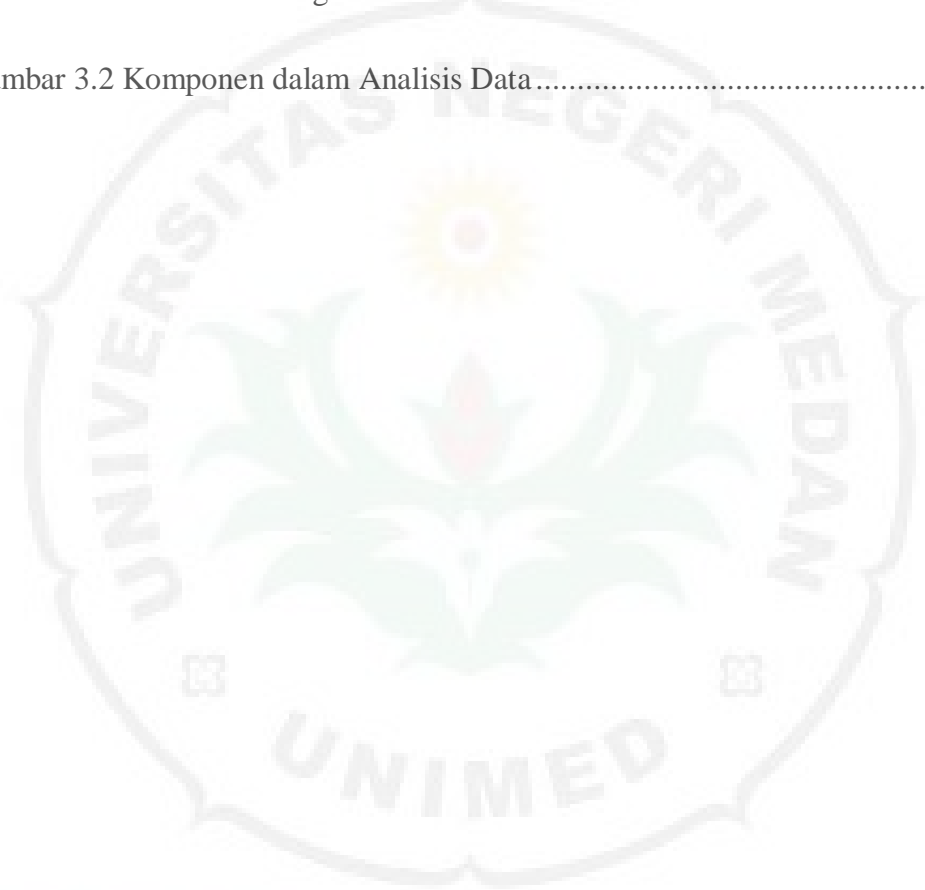 mbar 3.2 Komponen dalam Analisis Data..............................................
UNIVERSITAS NEGERI MEDAN
UNIMED